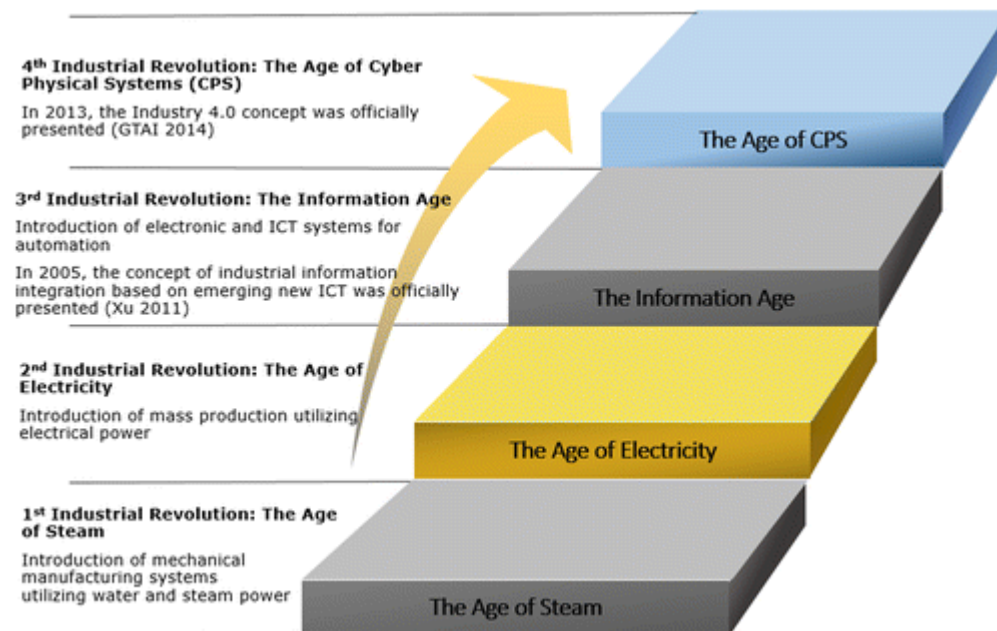 4th Industrial Revolution: The Age of Cyber
Physical Systems (CPS)
In 2013, the Industry 4.0 concept was officially
presented (GTAI 2014)
The Age of CPS
3rd Industrial Revolution: The Information Age
Introduction of electronic and ICT systems for
automation
In 2005, the concept of industrial information
integration based on emerging new ICT was officially
presented (Xu 2011)
The Information Age
2nd Industrial Revolution: The Age of
Electricity
Introduction of mass production utilizing
electrical power
The Age of Electricity
1st Industrial Revolution: The Age
of Steam
Introduction of mechanical
manufacturing systems
utilizing water and steam power
The Age of Steam